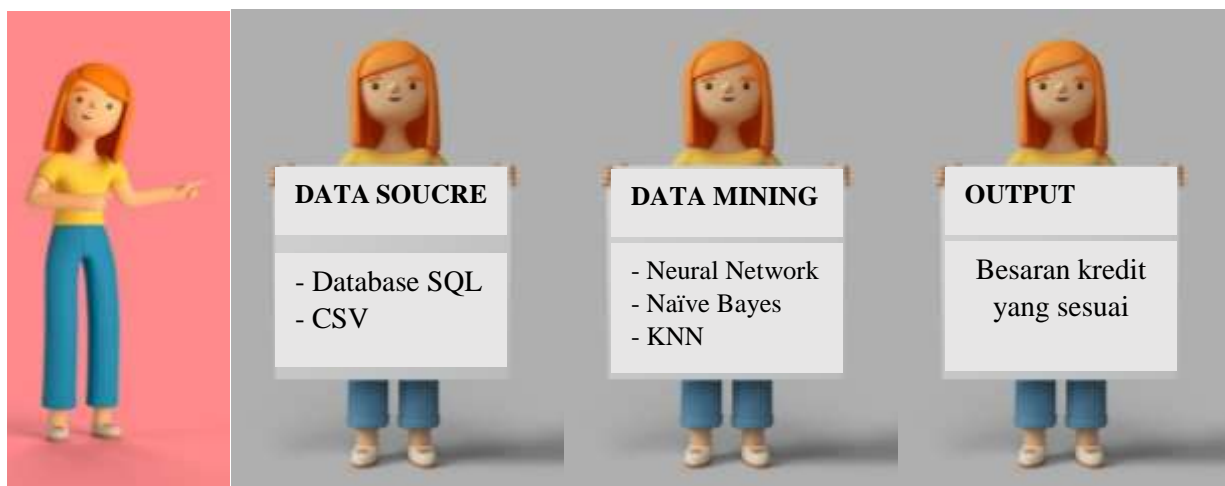 DATA SOUCRE
- Database SQL
- CSV
DATA MINING
- Neural Network
- Naïve Bayes
- KNN
OUTPUT
Besaran kredit
yang sesuai